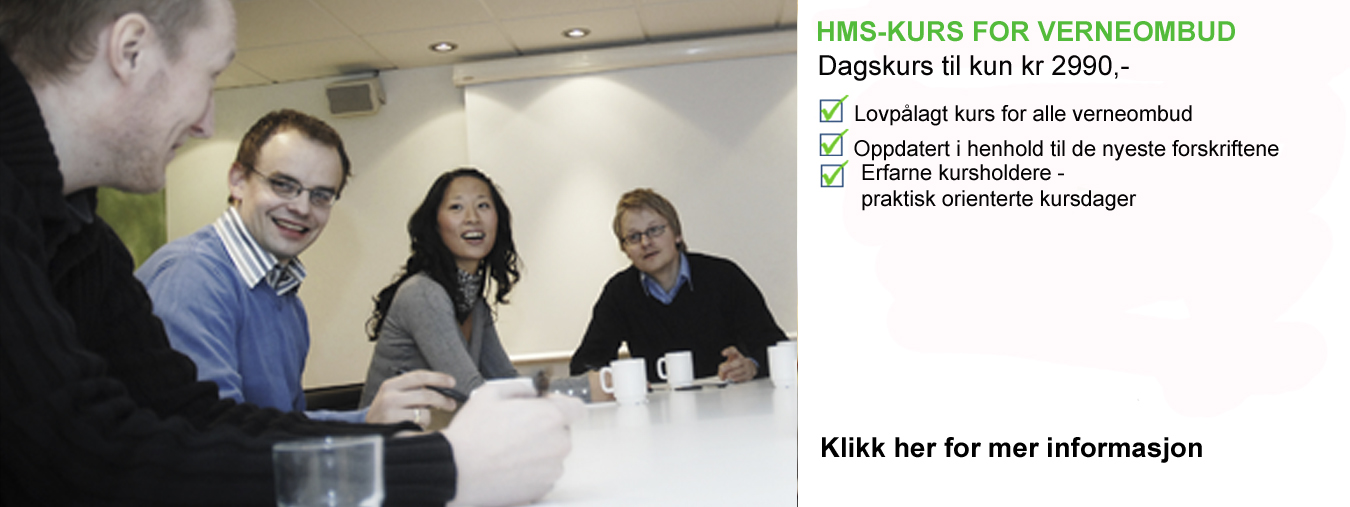 HMS-KURS FOR VERNEOMBUD
Dagskurs til kun kr 2990,-
Lovpålagt kurs for alle verneombud
Oppdatert i henhold til de nyeste forskriftene
Erfarne kursholdere -
praktisk orienterte kursdager
Klikk her for mer informasjon